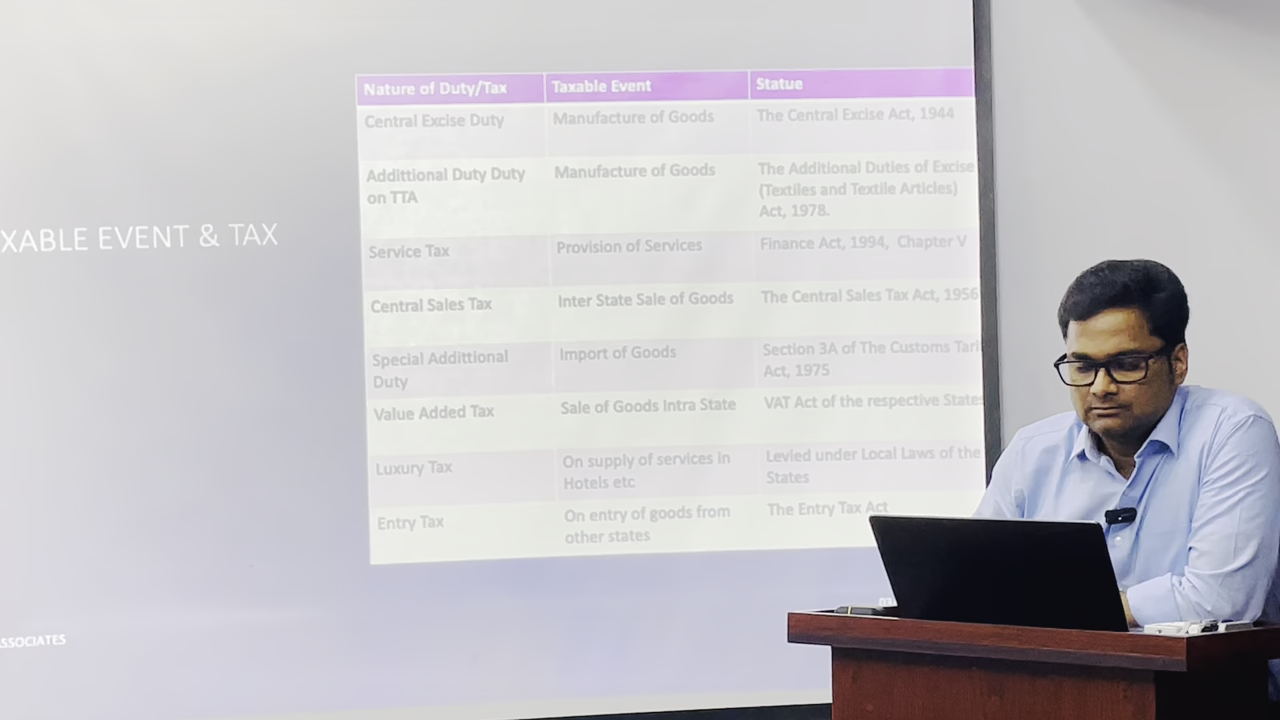 XABLE EVENT & TAX
Nature of Duty/Tax
Taxable Event
Statue
Central Excise Duty
Manufacture of Goods
The Central Excise Act, 1944
Addittional Duty Duty
on TTA
Manufacture of Goods
The Additional Duties of Excise
(Textiles and Textile Articles)
Act, 1978.
Service Tax
Provision of Services
Finance Act, 1994, Chapter V
Central Sales Tax
Inter State Sale of Goods
The Central Sales Tax Act, 1956
Special Addittional
Duty
Import of Goods
Section 3A of The Customs Tari
Act, 1975
Value Added Tax
Sale of Goods Intra State
VAT Act of the respective State
Luxury Tax
On supply of services in
Hotels etc
Levied under Local Laws of the
States
Entry Tax
On entry of goods from
other states
The Entry Tax Act
SSOCIATES